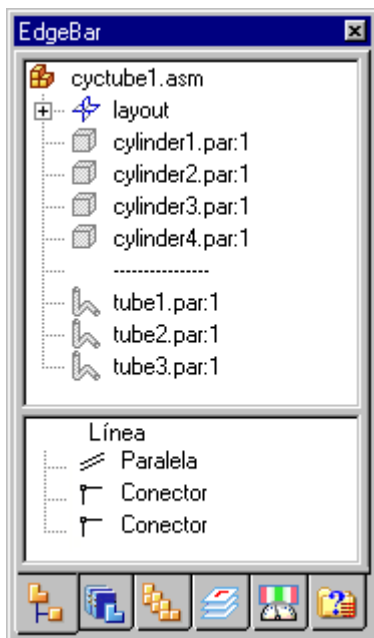 EdgeBar
cyctube1.asm
layout
cylinder1.par:1
cylinder2.par:1
cylinder3.par:1
cylinder4.par:1
---------------
tube1.par:1
tube2.par:1
tube3.par:1
Línea
Paralela
Conector
Conector